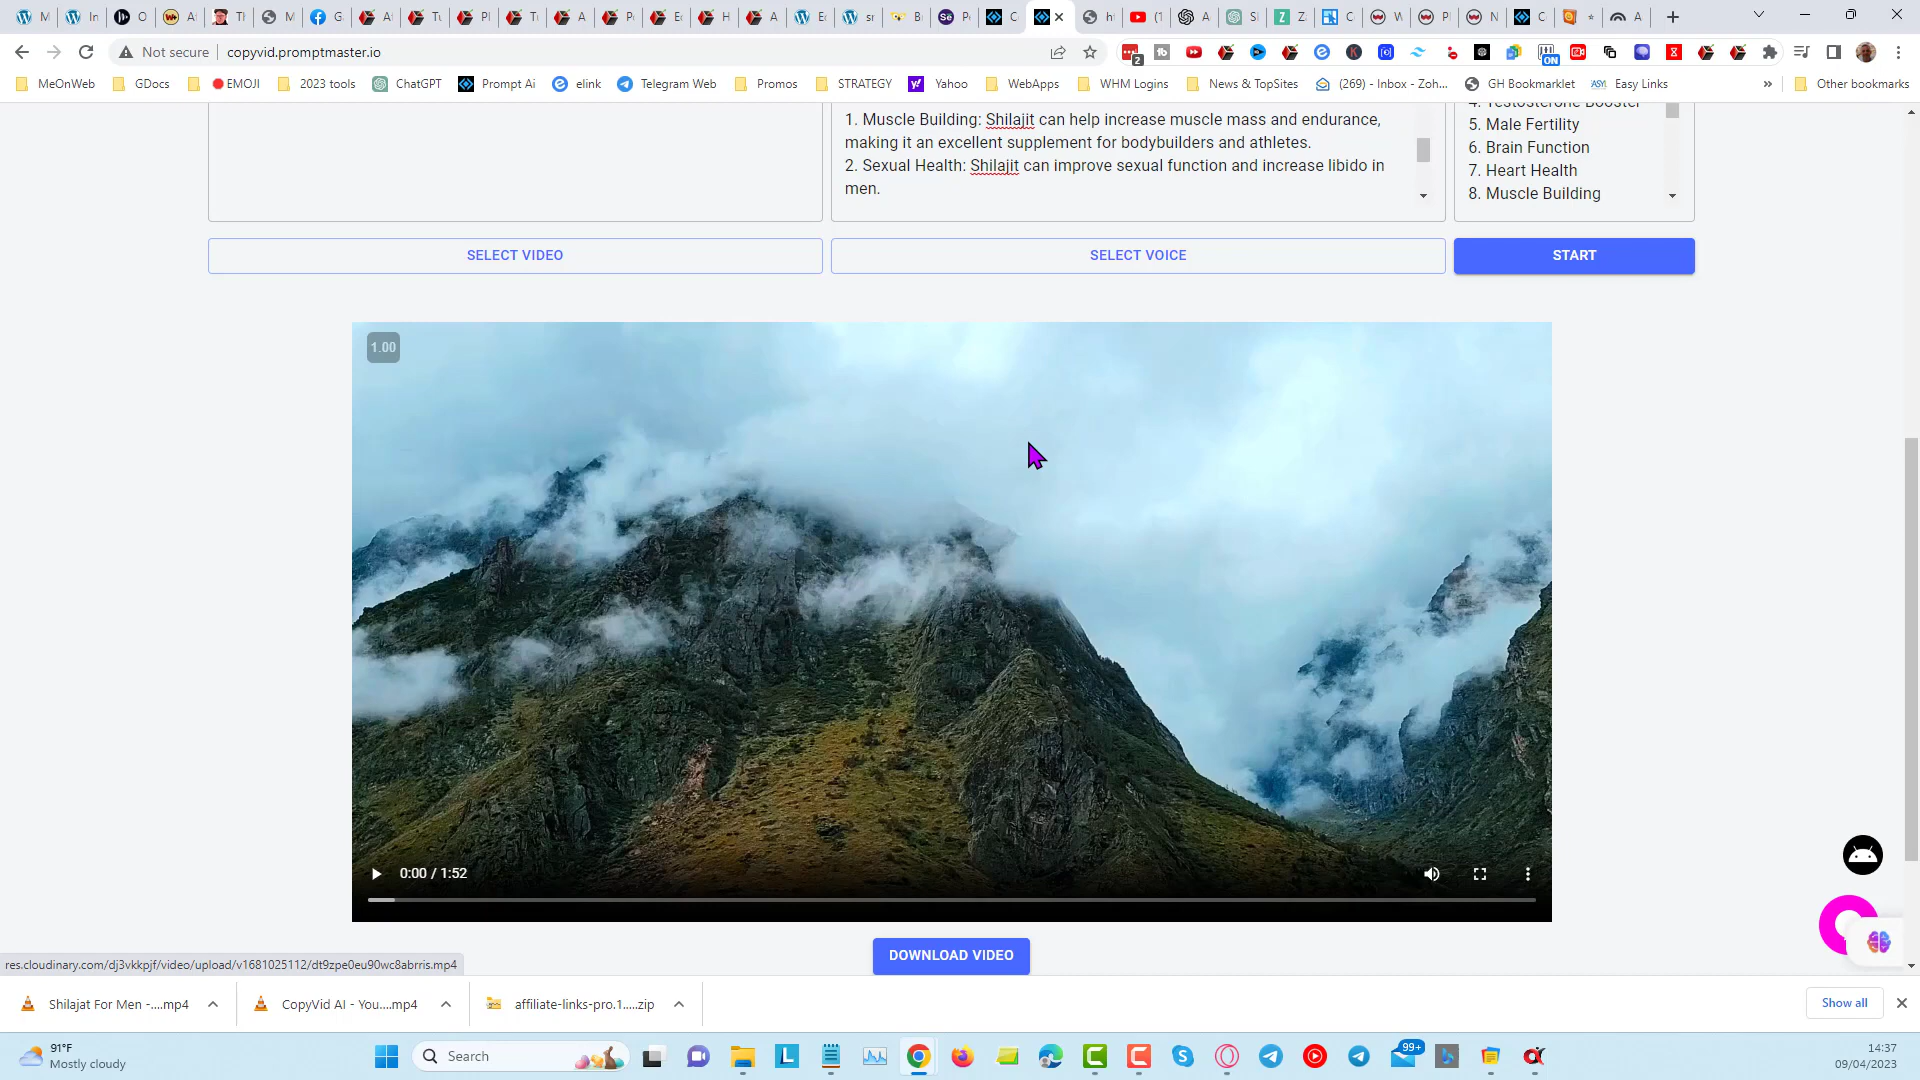 Not secure
copyvid.promptmaster.io
MeOnWeb
GDocs
EMOJI
2023 tools
ChatGPT
Prompt Ai
elink
Telegram Web
Promos
STRATEGY
Yahoo
WebApps
WHM Logins
News & TopSites
(269) - Inbox - Zoh...
GH Bookmarklet
Easy Links
»
Other bookmarks
1. Muscle Building: Shilajit can help increase muscle mass and endurance,
making it an excellent supplement for bodybuilders and athletes.
2. Sexual Health: Shilajit can improve sexual function and increase libido in
men.
4. Testosterone Booster
5. Male Fertility
6. Brain Function
7. Heart Health
8. Muscle Building
SELECT VIDEO
SELECT VOICE
START
1.00
0:00 / 1:52
DOWNLOAD VIDEO
res.cloudinary.com/dj3vkkpjf/video/upload/v1681025112/dt9zpe0eu90wc8abrris.mp4
Shilajat For Men -....mp4
CopyVid AI - You....mp4
affiliate-links-pro.1.....zip
Show all
91°F
Mostly cloudy
Search
99+
14:37
09/04/2023